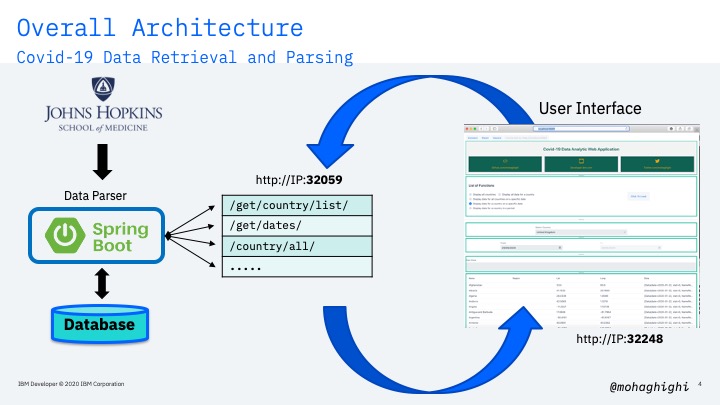 Overall Architecture
Covid-19 Data Retrieval and Parsing
JOHNS HOPKINS
SCHOOL of MEDICINE
Data Parser
Spring
Boot
Database
http://IP:32059
/get/country/list/
/get/dates/
/country/all/
.....
User Interface
Covid-19 Data Analytic Web Application
List of Functions
http://IP:32248
IBM Developer © 2020 IBM Corporation
@mohaghighi
4